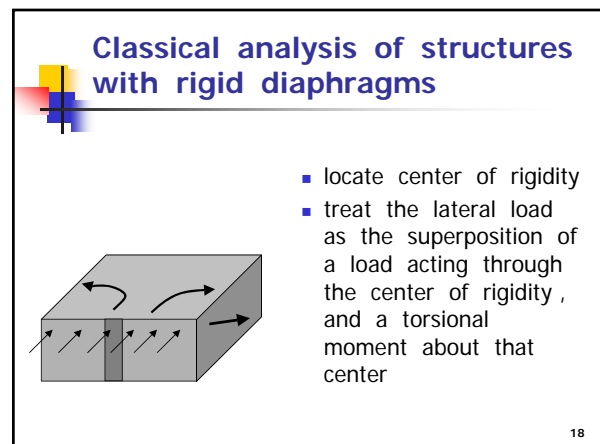 Classical analysis of structures
with rigid diaphragms
locate center of rigidity
treat the lateral load
as the superposition of
a load acting through
the center of rigidity ,
and a torsional
moment about that
center
18